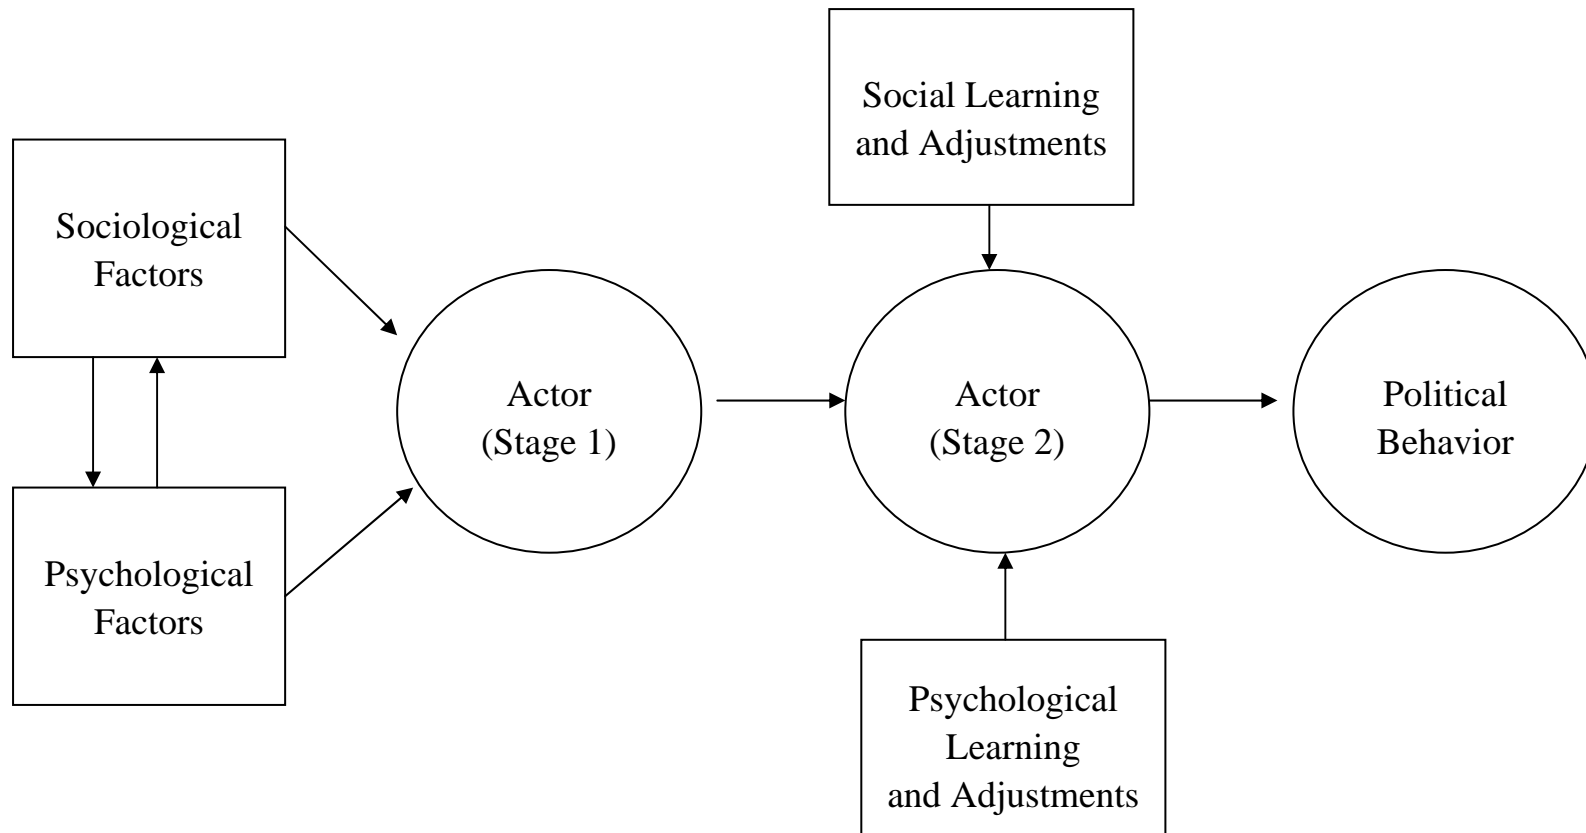 Social Learning
and Adjustments
Sociological
Factors
Actor
(Stage 1)
Actor
(Stage 2)
Political
Behavior
Psychological
Factors
Psychological
Learning
and Adjustments